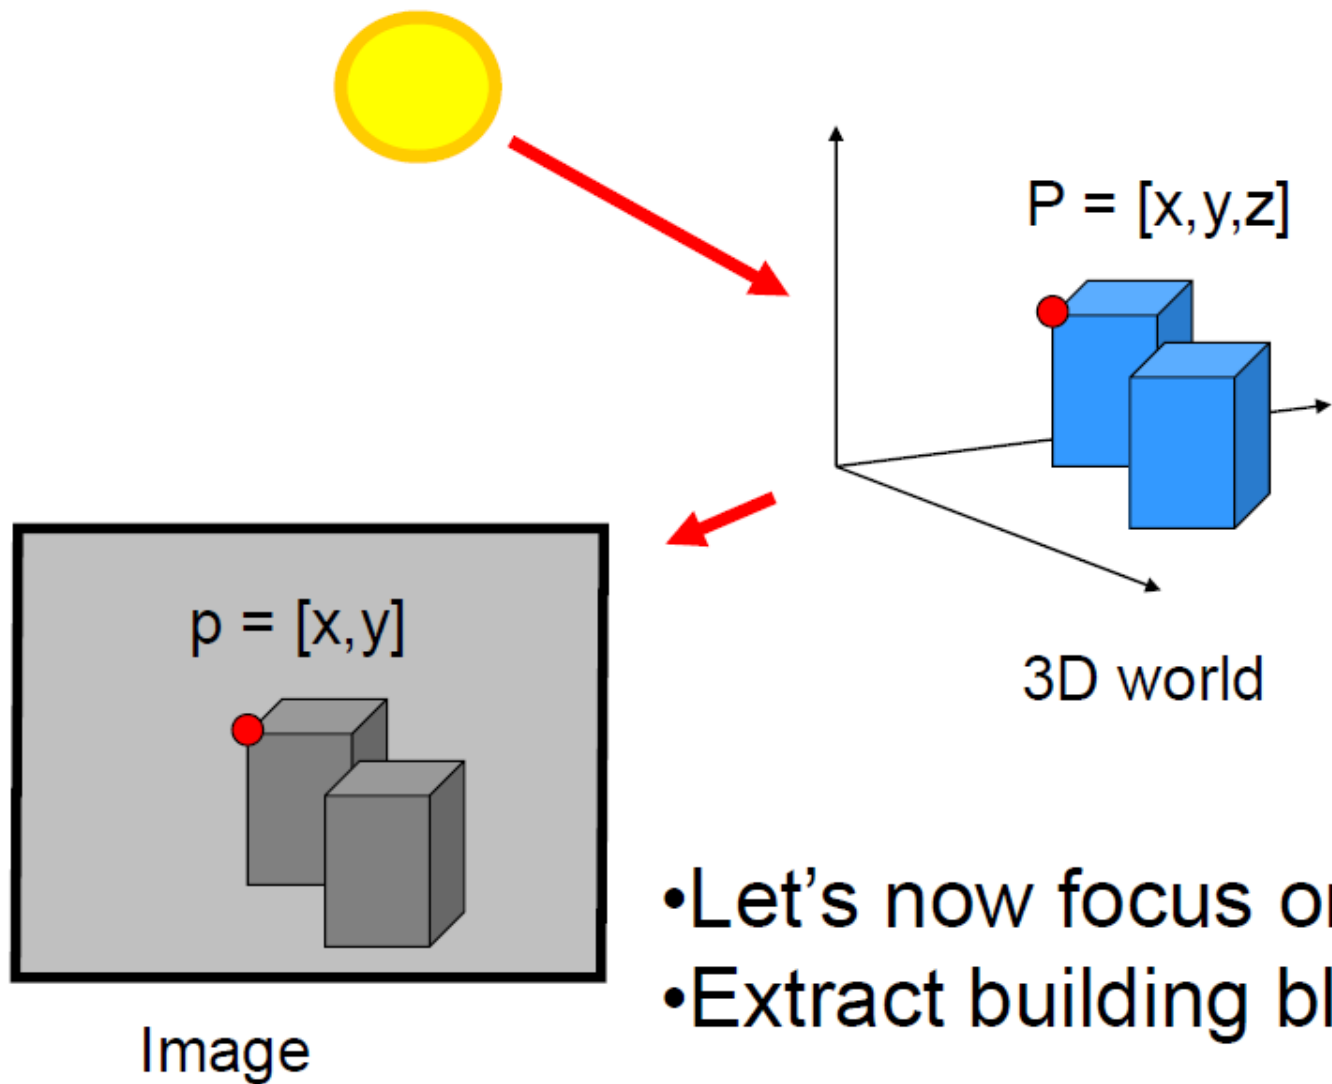 P = [x,y,z]
p = [x,y]
3D world
•Let's now focus
•Extract building
Image